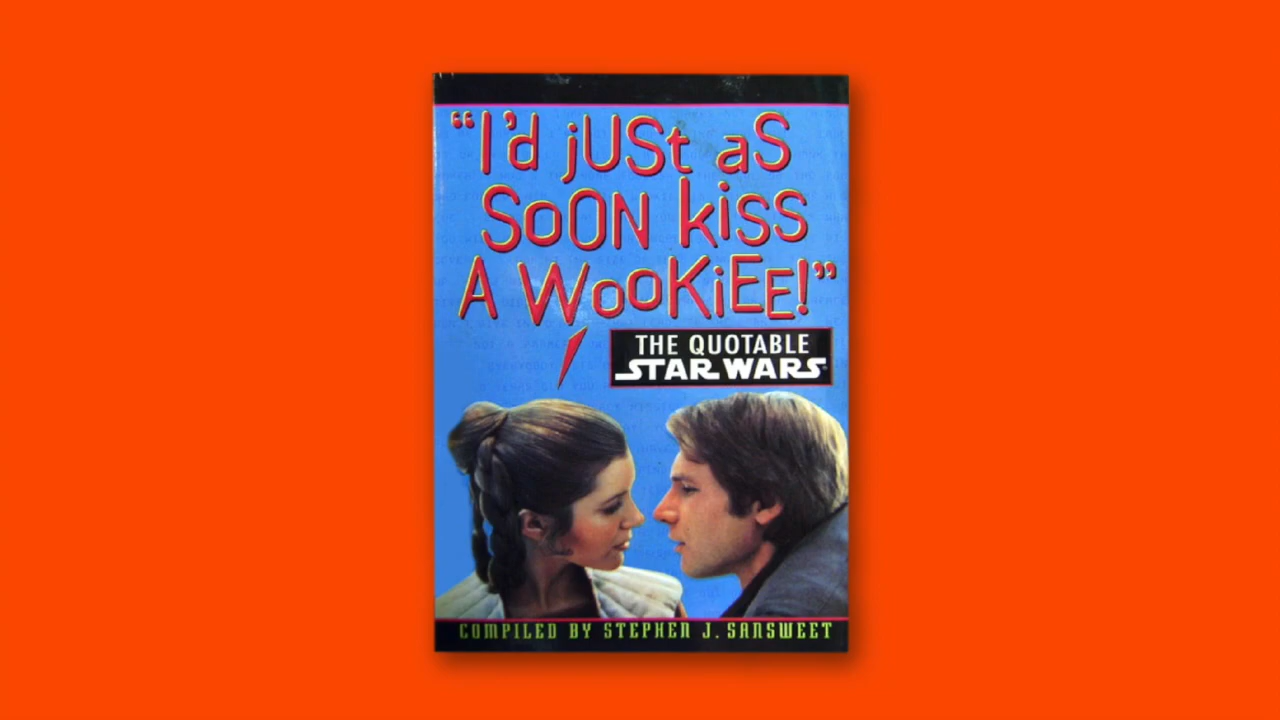 “I’d jUSt aS
SoON kiss
A WooKiEE!”
THE QUOTABLE
STAR WARS
COMPILED BY STEPHEN J. SANSWEET